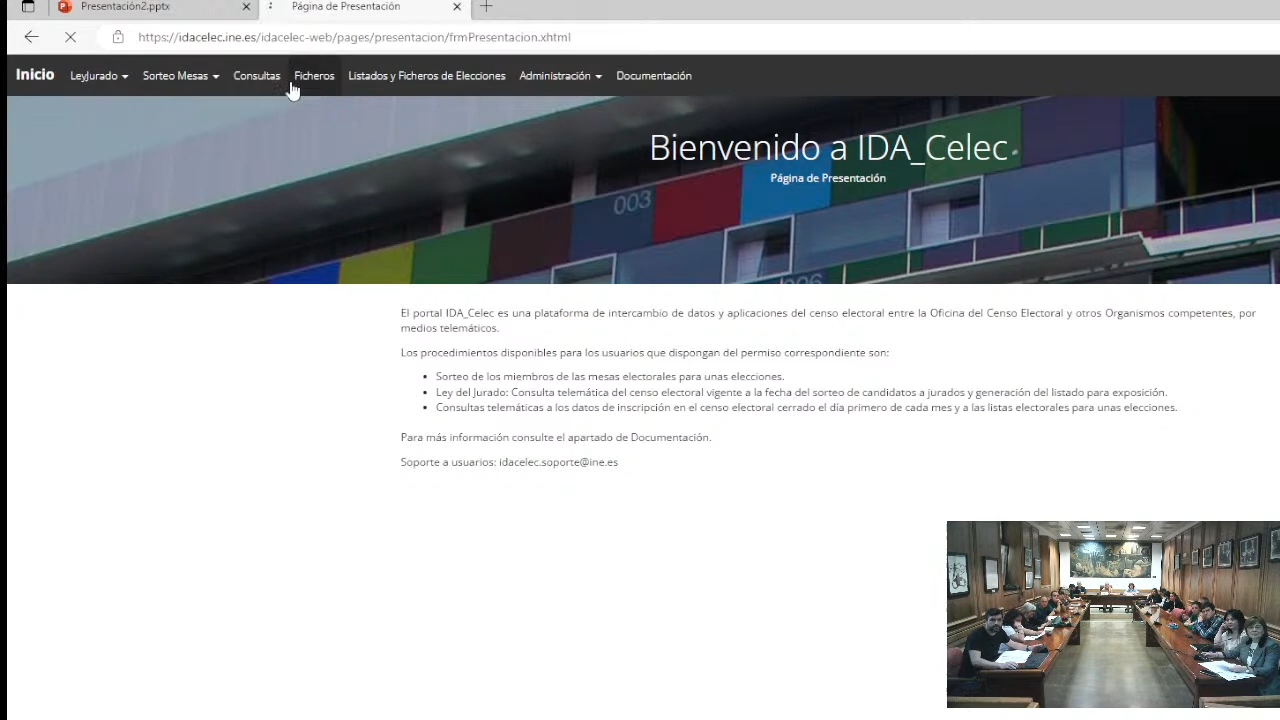 Presentación2.pptx
Página de Presentación
https://idacelec.ine.es/idacelec-web/pages/presentacion/frmPresentacion.xhtml
Inicio LeyJurado Sorteo Mesas Consultas Ficheros Listados y Ficheros de Elecciones Administración Documentación
Bienvenido a IDA_Celec
Página de Presentación
003
006
El portal IDA_Celec es una plataforma de intercambio de datos y aplicaciones del censo electoral entre la Oficina del Censo Electoral y otros Organismos competentes, por
medios telemáticos.
Los procedimientos disponibles para los usuarios que dispongan del permiso correspondiente son:
• Sorteo de los miembros de las mesas electorales para unas elecciones.
• Ley del Jurado: Consulta telemática del censo electoral vigente a la fecha del sorteo de candidatos a jurados y generación del listado para exposición.
• Consultas telemáticas a los datos de inscripción en el censo electoral cerrado el día primero de cada mes y a las listas electorales para unas elecciones.
Para más información consulte el apartado de Documentación.
Soporte a usuarios: idacelec.soporte@ine.es